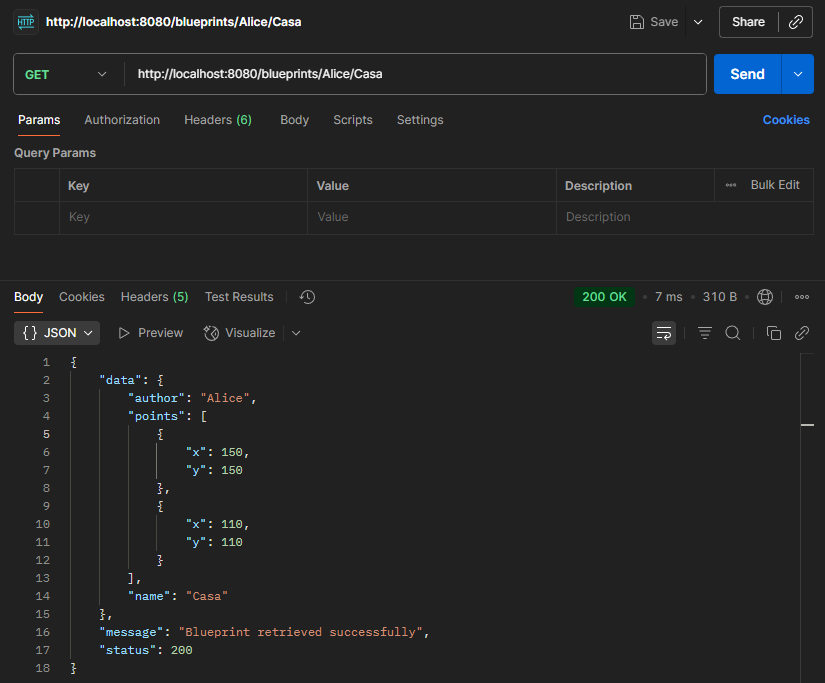 HTTP http://localhost:8080/blueprints/Alice/Casa Save Share
GET http://localhost:8080/blueprints/Alice/Casa Send
Params Authorization Headers (6) Body Scripts Settings Cookies
Query Params
Key Value Description Bulk Edit
Key Value Description
Body Cookies Headers (5) Test Results 200 OK • 7 ms • 310 B •
{} JSON Preview Visualize
1 {
2 "data": {
3 "author": "Alice",
4 "points": [
5 {
6 "x": 150,
7 "y": 150
8 },
9 {
10 "x": 110,
11 "y": 110
12 }
13 ],
14 "name": "Casa"
15 },
16 "message": "Blueprint retrieved successfully",
17 "status": 200
18 }